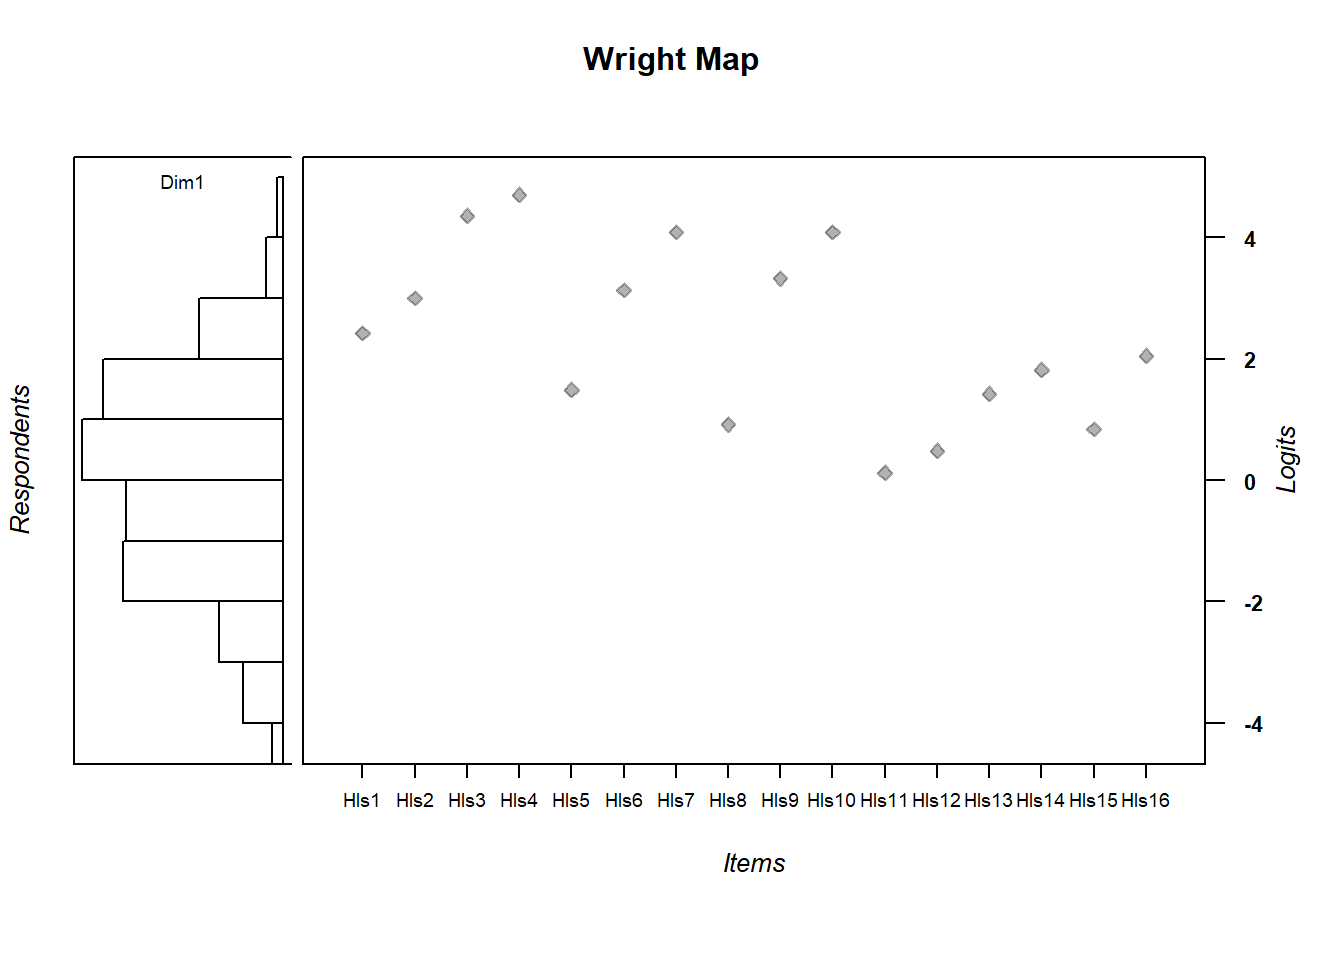 Wright Map
Dim1
Respondents
4
2
0
-2
-4
Logits
Hls1 Hls2 Hls3 Hls4 Hls5 Hls6 Hls7 Hls8 Hls9 Hls10 Hls11 Hls12 Hls13 Hls14 Hls15 Hls16
Items